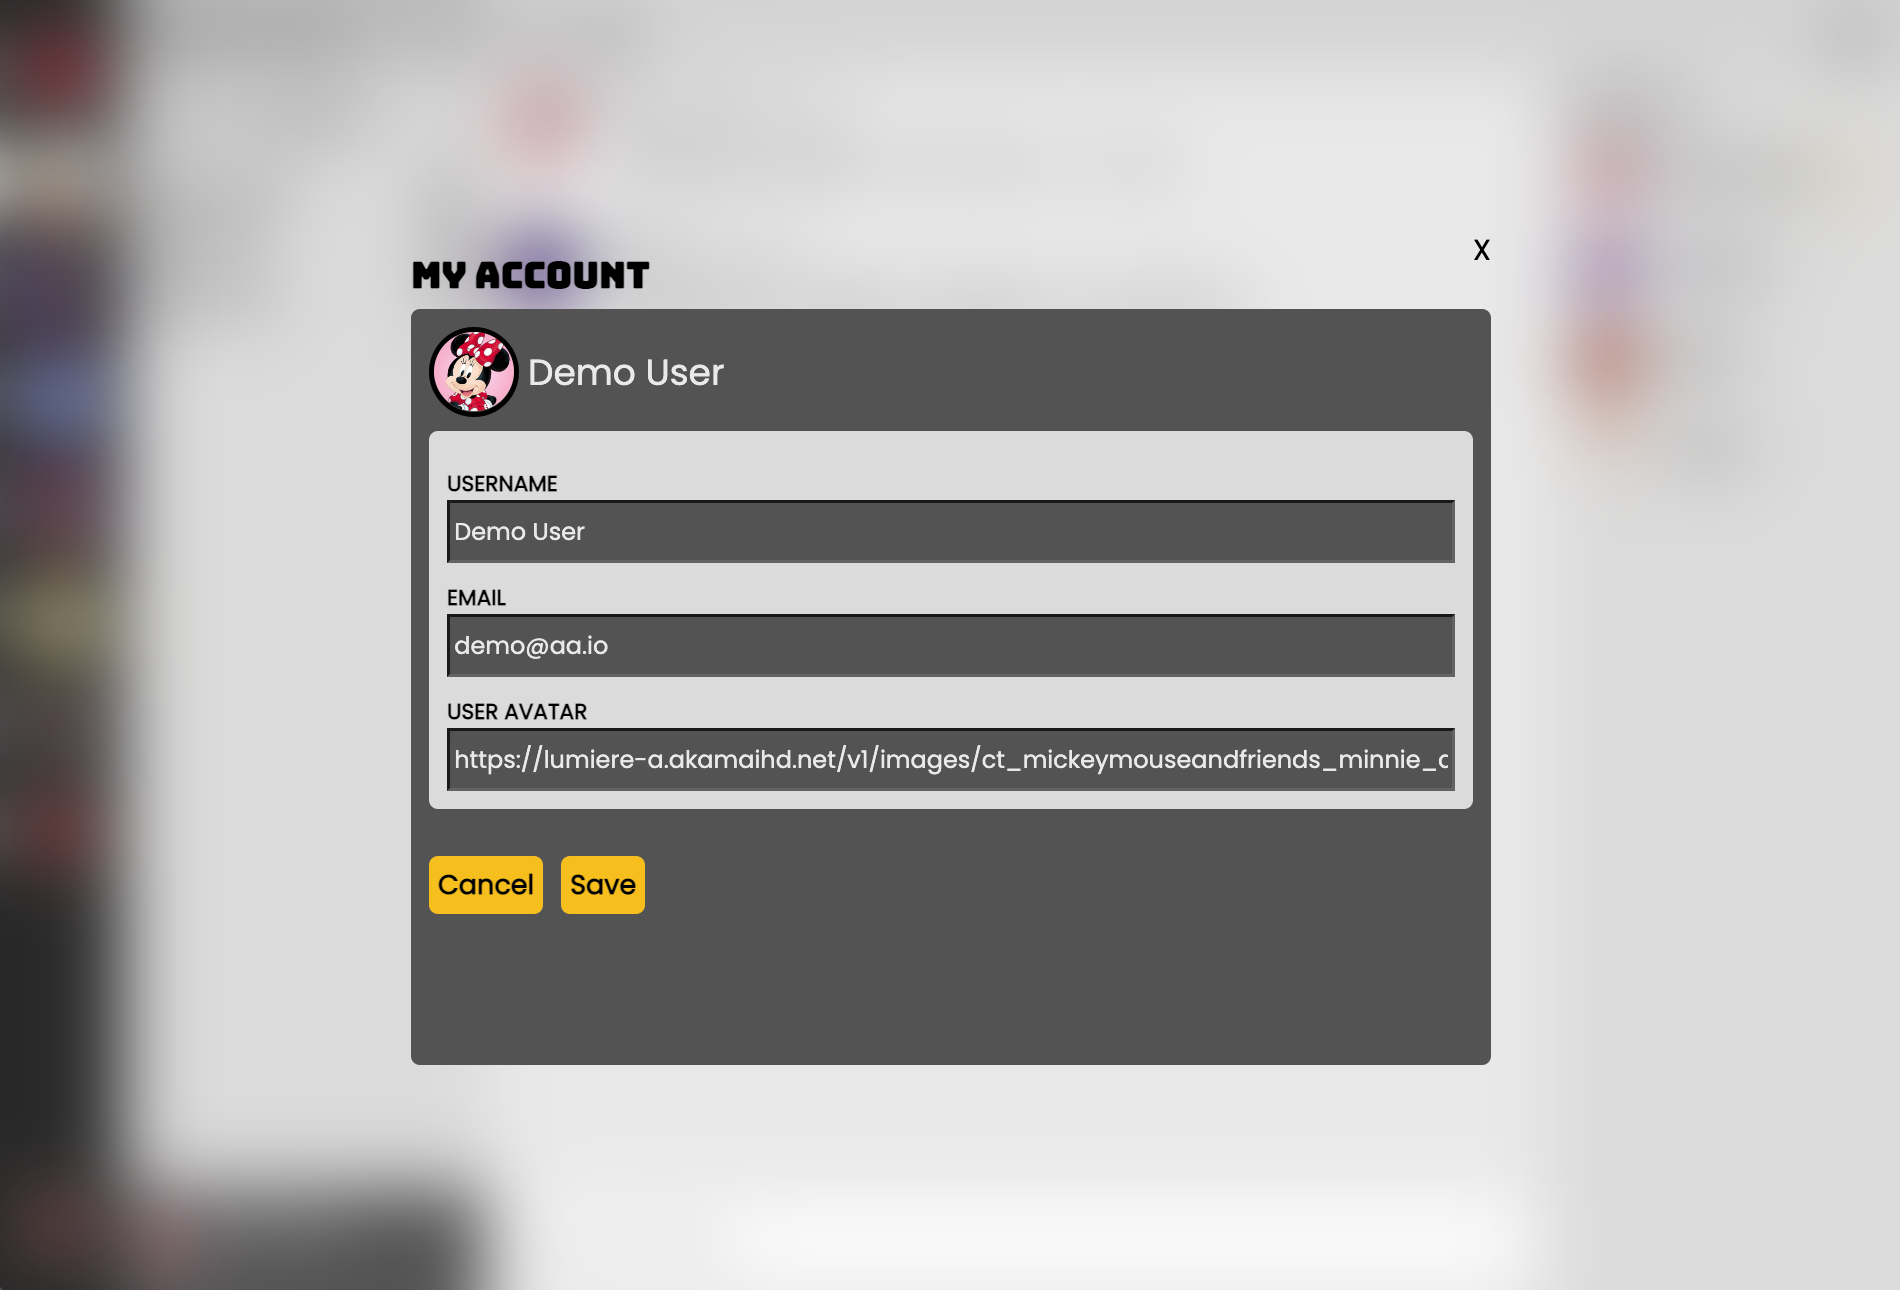 X
MY ACCOUNT
Demo User
USERNAME
Demo User
EMAIL
demo@aa.io
USER AVATAR
https://lumiere-a.akamaihd.net/v1/images/ct_mickeymouseandfriends_minnie_
Cancel
Save